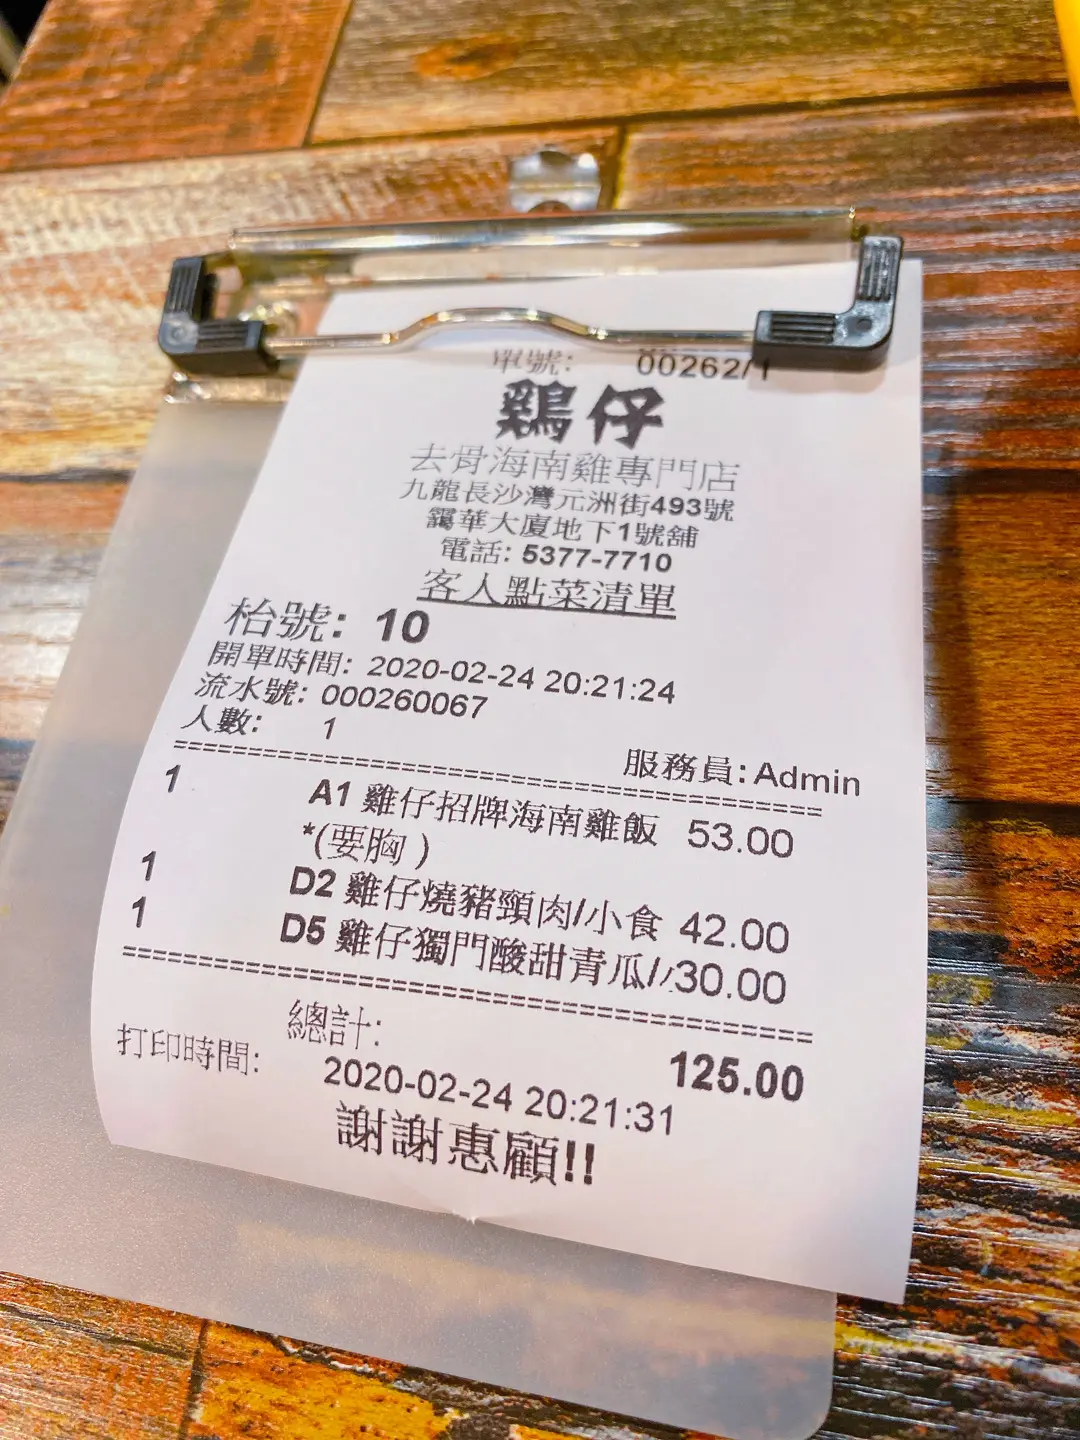 單號: 00262/1
鷄仔
去骨海南雞專門店
九龍長沙灣元洲街493號
靄華大廈地下1號舖
電話: 5377-7710
客人點菜清單
枱號: 10
開單時間: 2020-02-24 20:21:24
流水號: 000260067
人數: 1
服務員: Admin
1 A1 雞仔招牌海南雞飯 53.00
*(要胸 )
1 D2 雞仔燒豬頸肉/小食 42.00
1 D5 雞仔獨門酸甜青瓜/ 30.00
總計: 125.00
打印時間: 2020-02-24 20:21:31
謝謝惠顧!!